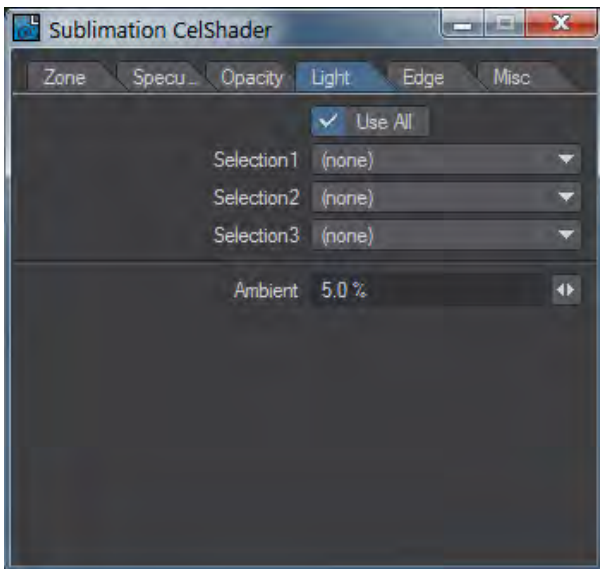 Sublimation CelShader
Zone Specu... Opacity Light Edge Misc
Use All
Selection1 (none)
Selection2 (none)
Selection3 (none)
Ambient 5.0 %